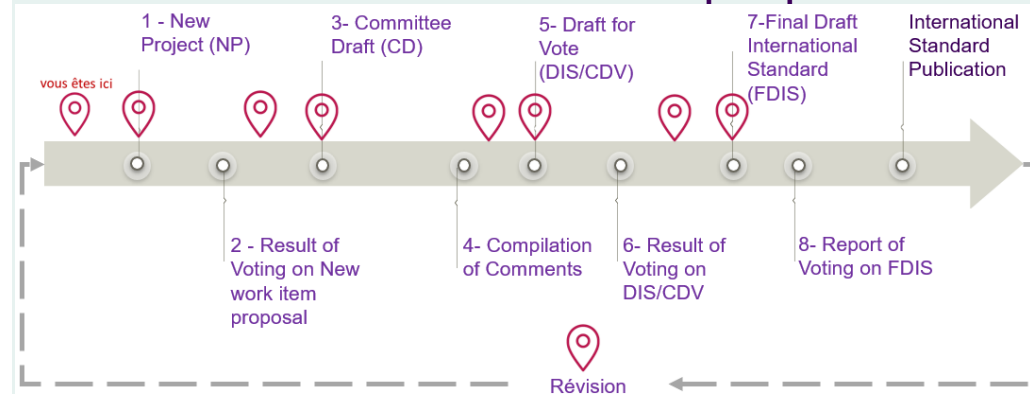 1 - New
Project (NP)
3- Committee
Draft (CD)
5- Draft for
Vote
(DIS/CDV)
7-Final Draft
International
Standard
(FDIS)
International
Standard
Publication
vous êtes ici
2 - Result of
Voting on New
work item
proposal
4- Compilation
of Comments
6- Result of
Voting on
DIS/CDV
8- Report of
Voting on FDIS
Révision